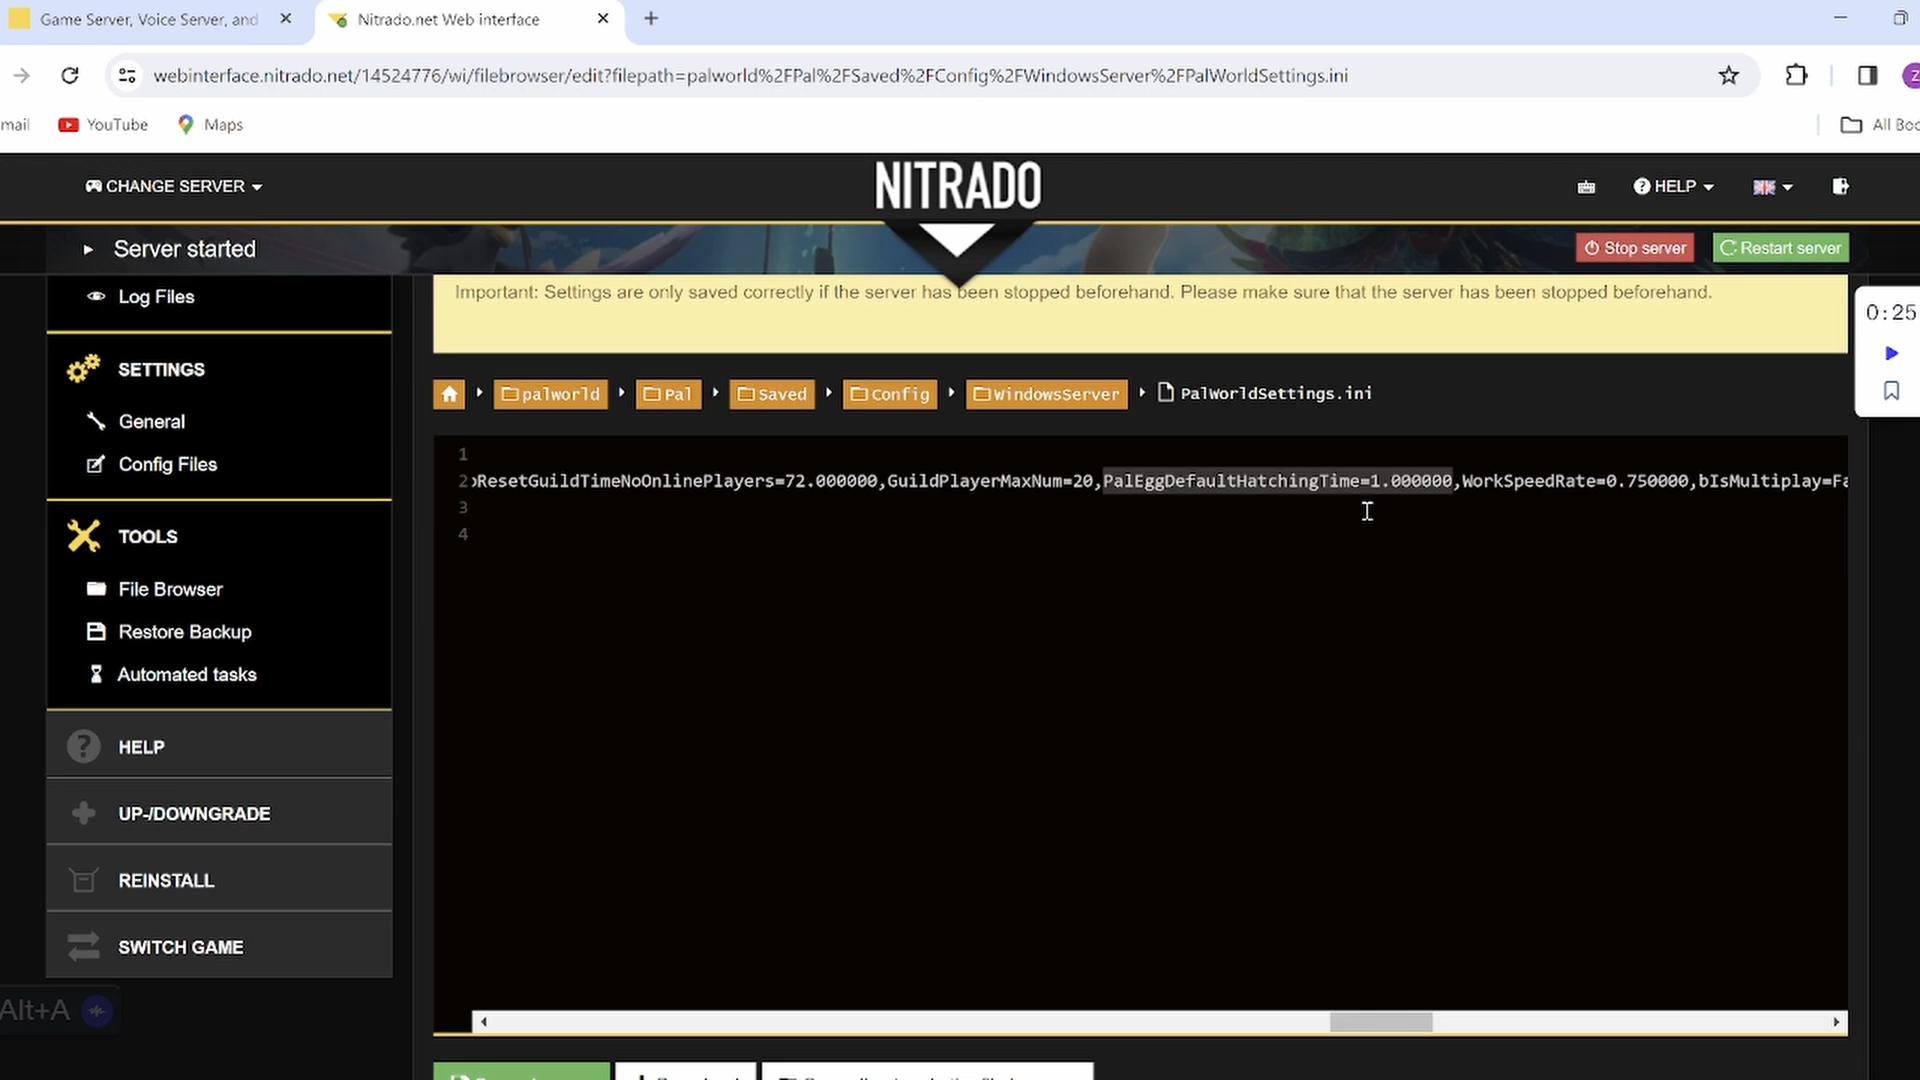 Game Server, Voice Server, and
Nitrado.net Web interface
webinterface.nitrado.net/14524776/wi/filebrowser/edit?filepath=palworld%2FPal%2FSaved%2FConfig%2FWindowsServer%2FPalWorldSettings.ini
Z
mail
YouTube
Maps
All Boo
CHANGE SERVER
NITRADO
HELP
Server started
Stop server
Restart server
Log Files
Important: Settings are only saved correctly if the server has been stopped beforehand. Please make sure that the server has been stopped beforehand.
0:25
SETTINGS
palworld
Pal
Saved
Config
WindowsServer
PalWorldSettings.ini
General
Config Files
1
2 ResetGuildTimeNoOnlinePlayers=72.000000,GuildPlayerMaxNum=20,PalEggDefaultHatchingTime=1.000000,WorkSpeedRate=0.750000,bIsMultiplay=Fa
3
4
TOOLS
File Browser
Restore Backup
Automated tasks
HELP
UP-/DOWNGRADE
REINSTALL
SWITCH GAME
Alt+A